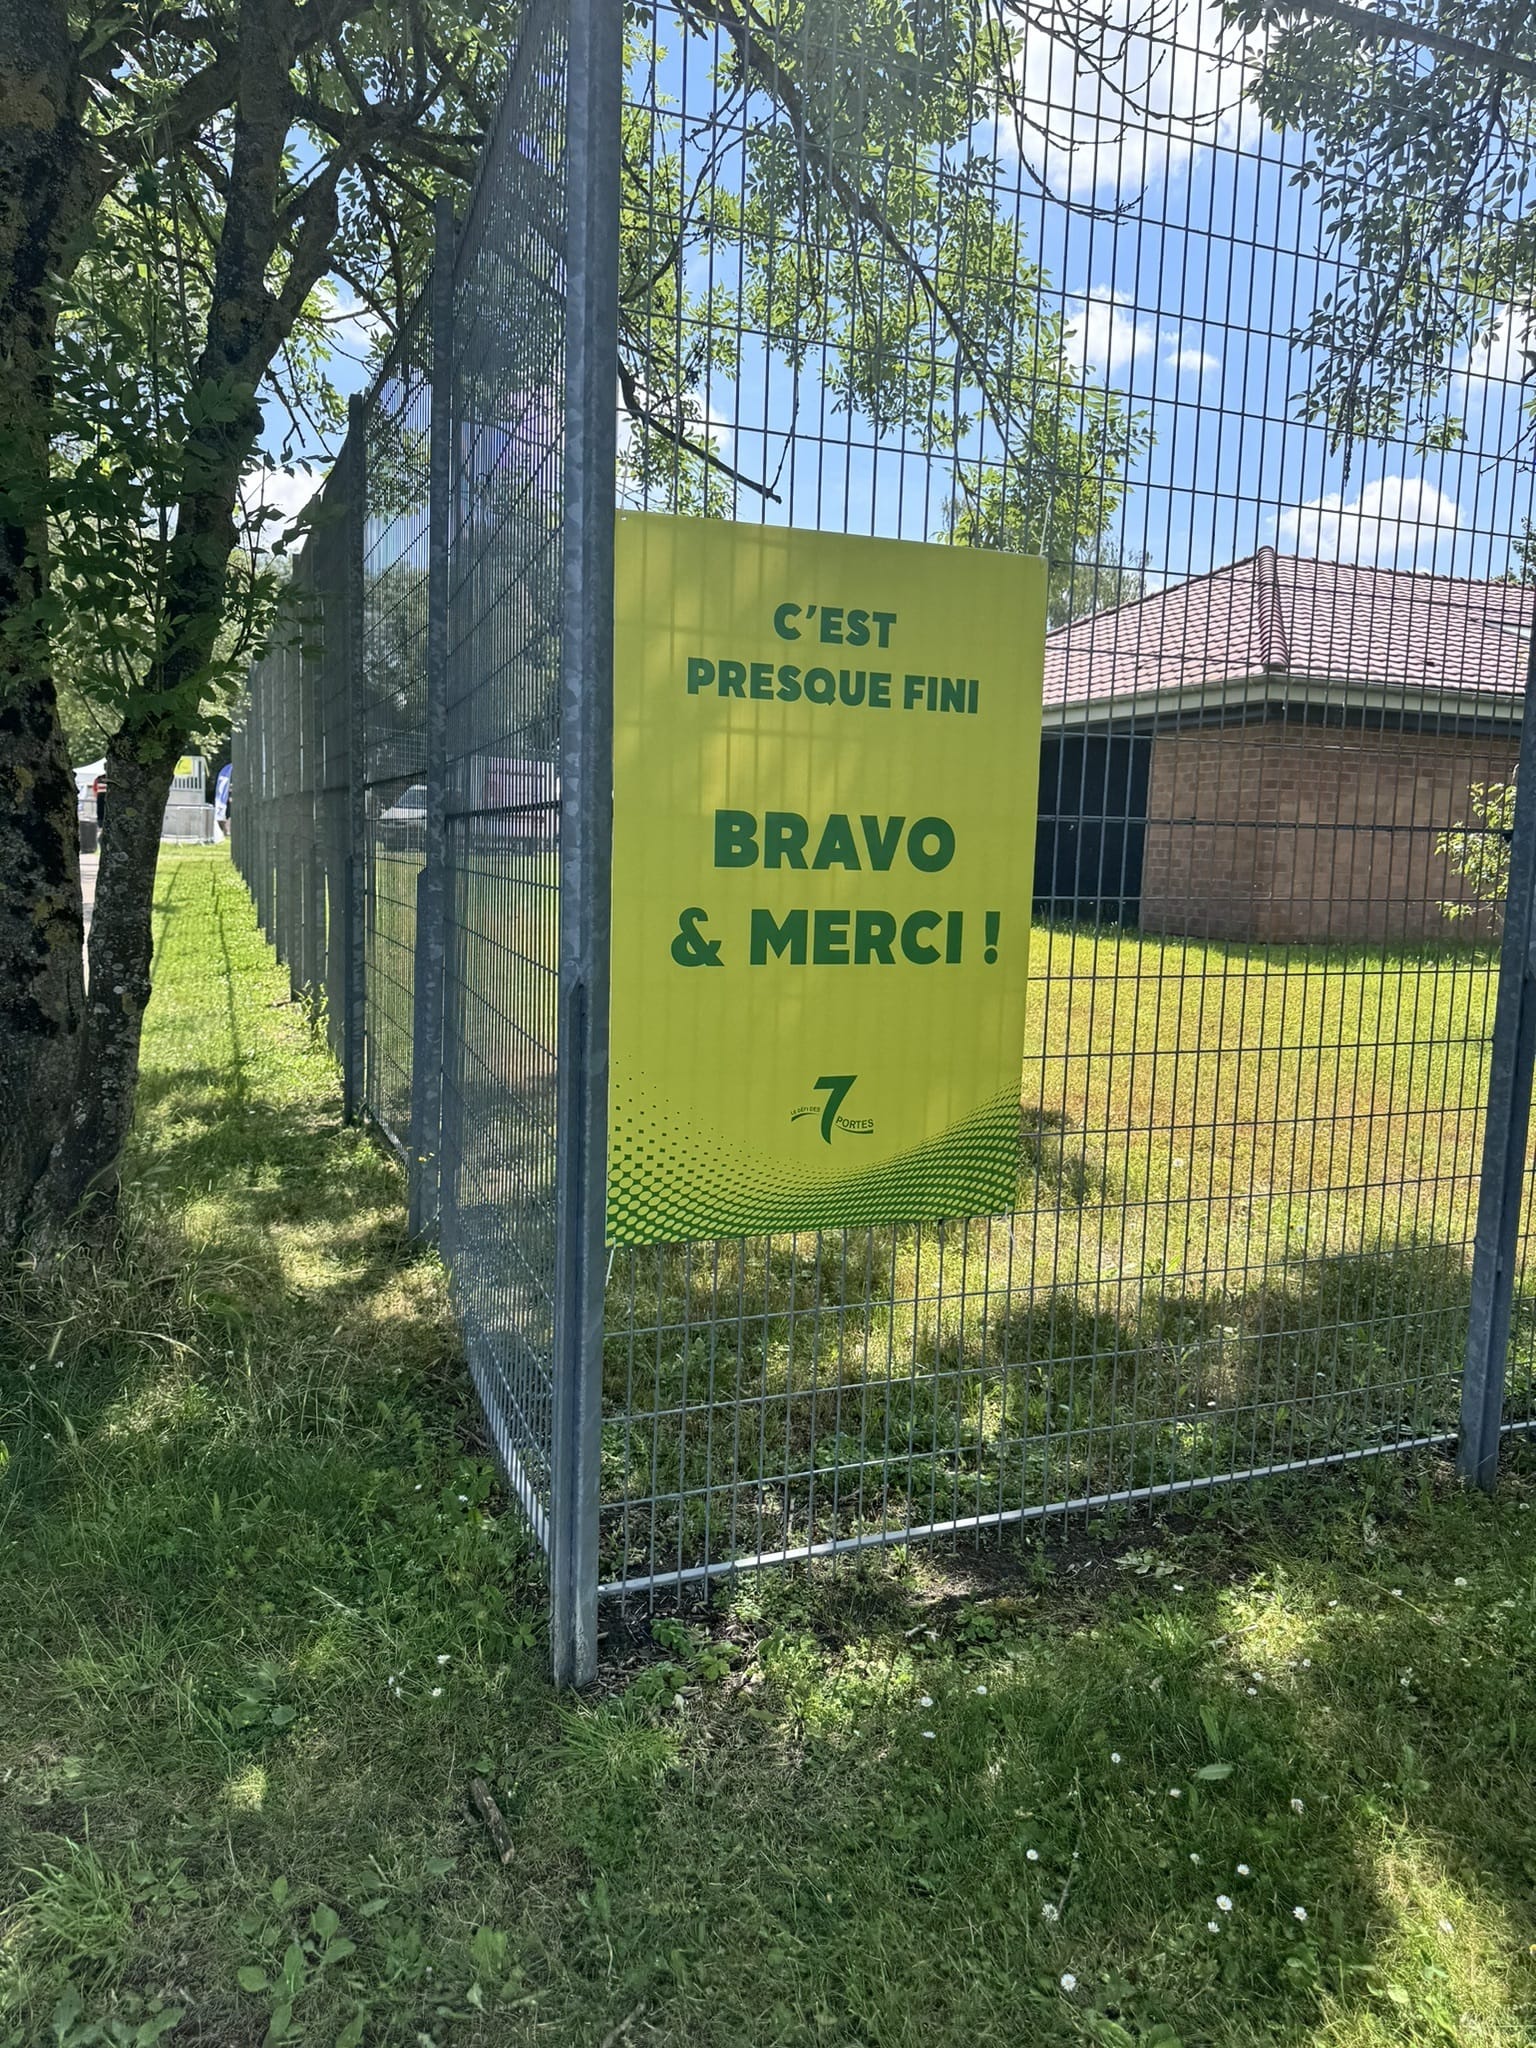 C'EST
PRESQUE FINI
BRAVO
& MERCI !
LE DÉFI DES 7 PORTES